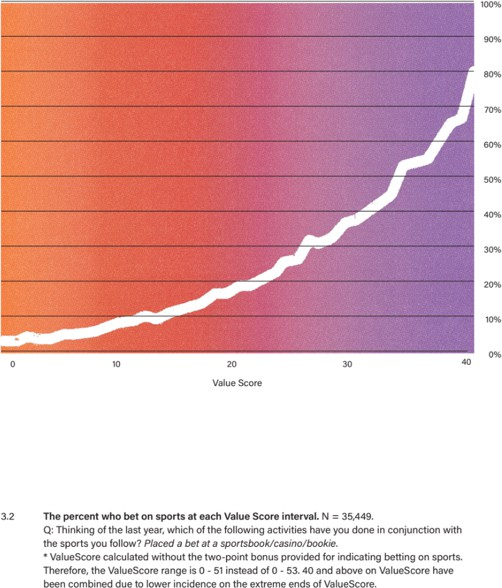 100%
90%
80%
70%
60%
50%
40%
30%
20%
10%
0%
0 10 20 30 40
Value Score
3.2 The percent who bet on sports at each Value Score interval. N = 35,449.
Q: Thinking of the last year, which of the following activities have you done in conjunction with
the sports you follow? Placed a bet at a sportsbook/casino/bookie.
* ValueScore calculated without the two-point bonus provided for indicating betting on sports.
Therefore, the ValueScore range is 0 - 51 instead of 0 - 53. 40 and above on ValueScore have
been combined due to lower incidence on the extreme ends of ValueScore.